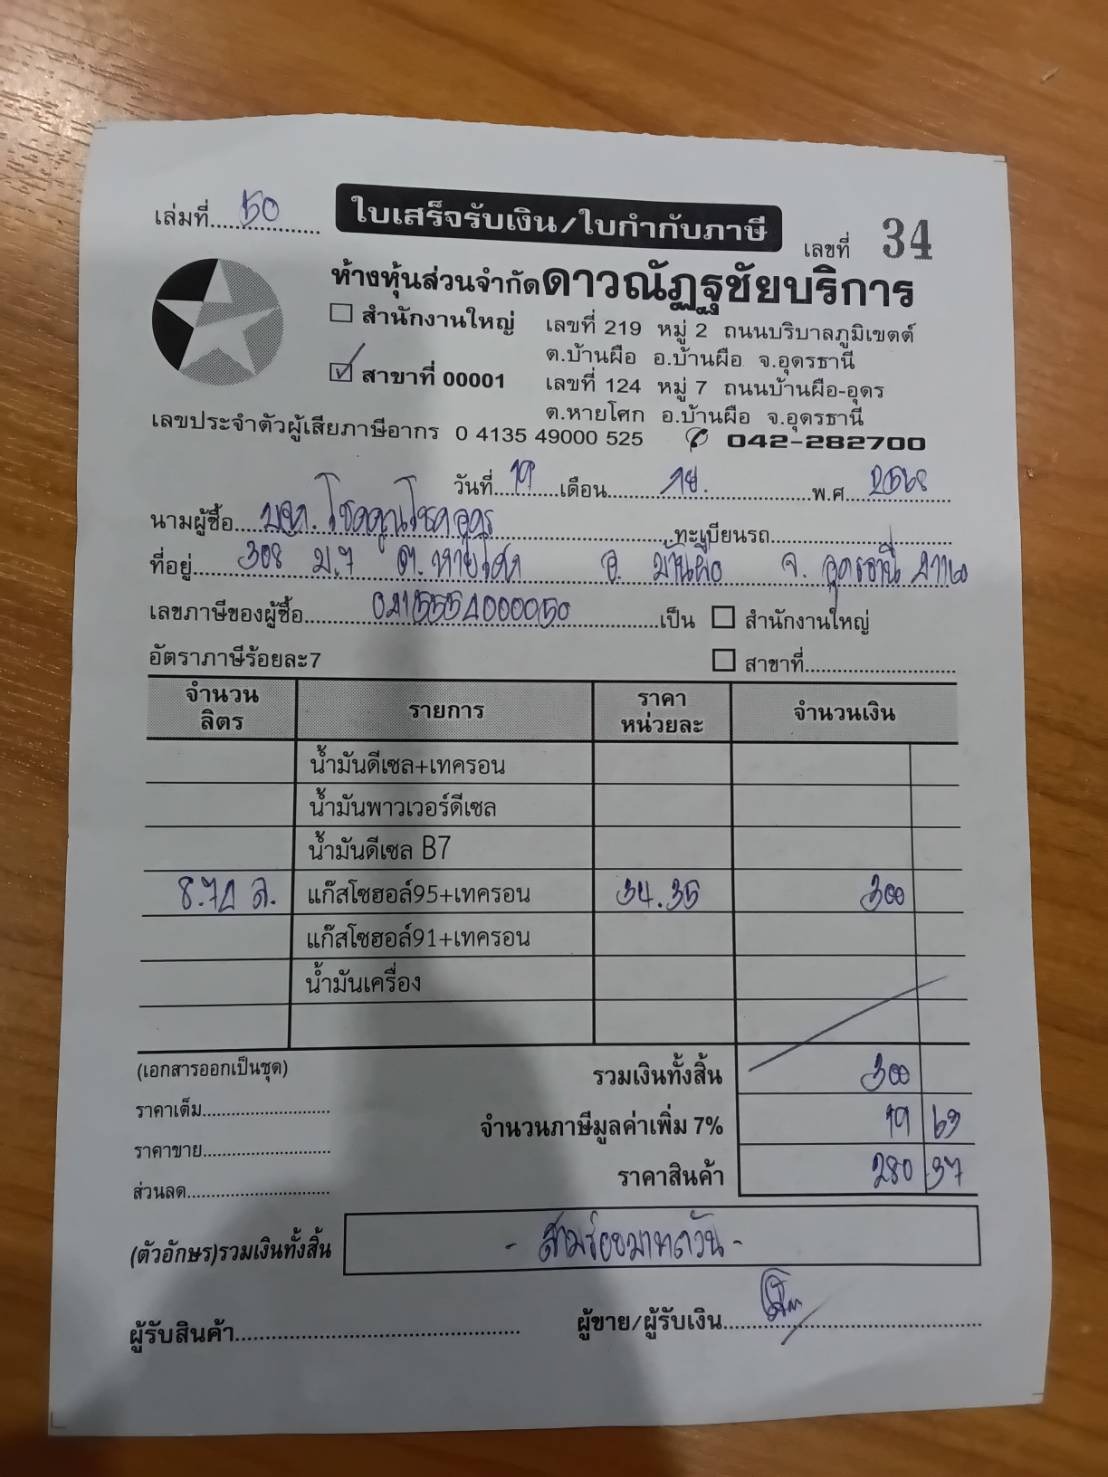 เล่มที่ 50 ใบเสร็จรับเงิน/ใบกำกับภาษี เลขที่ 34
ห้างหุ้นส่วนจำกัดดาวณัฏฐชัยบริการ
สำนักงานใหญ่ เลขที่ 219 หมู่ 2 ถนนบริบาลภูมิเขตต์
ต.บ้านผือ อ.บ้านผือ จ.อุดรธานี
สาขาที่ 00001 เลขที่ 124 หมู่ 7 ถนนบ้านผือ-อุดร
ต.หายโศก อ.บ้านผือ จ.อุดรธานี
เลขประจำตัวผู้เสียภาษีอากร 0 4135 49000 525 042-282700
วันที่ 19 เดือน กย. พ.ศ. 2568
นามผู้ซื้อ บจก. โชคคูนโชคอุดร ทะเบียนรถ
ที่อยู่ 308 ม.7 ต. หายโศก อ. บ้านผือ จ. อุดรธานี
เลขภาษีของผู้ซื้อ 0415554000050 เป็น สำนักงานใหญ่
อัตราภาษีร้อยละ7 สาขาที่
จำนวนลิตร รายการ ราคาหน่วยละ จำนวนเงิน
น้ำมันดีเซล+เทครอน
น้ำมันพาวเวอร์ดีเซล
น้ำมันดีเซล B7
8.72 ล. แก๊สโซฮอล์95+เทครอน 34.35 300
แก๊สโซฮอล์91+เทครอน
น้ำมันเครื่อง
(เอกสารออกเป็นชุด) รวมเงินทั้งสิ้น 300
ราคาเต็ม จำนวนภาษีมูลค่าเพิ่ม 7% 19 63
ราคาขาย ราคาสินค้า 280 37
ส่วนลด
(ตัวอักษร)รวมเงินทั้งสิ้น - สามร้อยบาทถ้วน -
ผู้รับสินค้า ผู้ขาย/ผู้รับเงิน